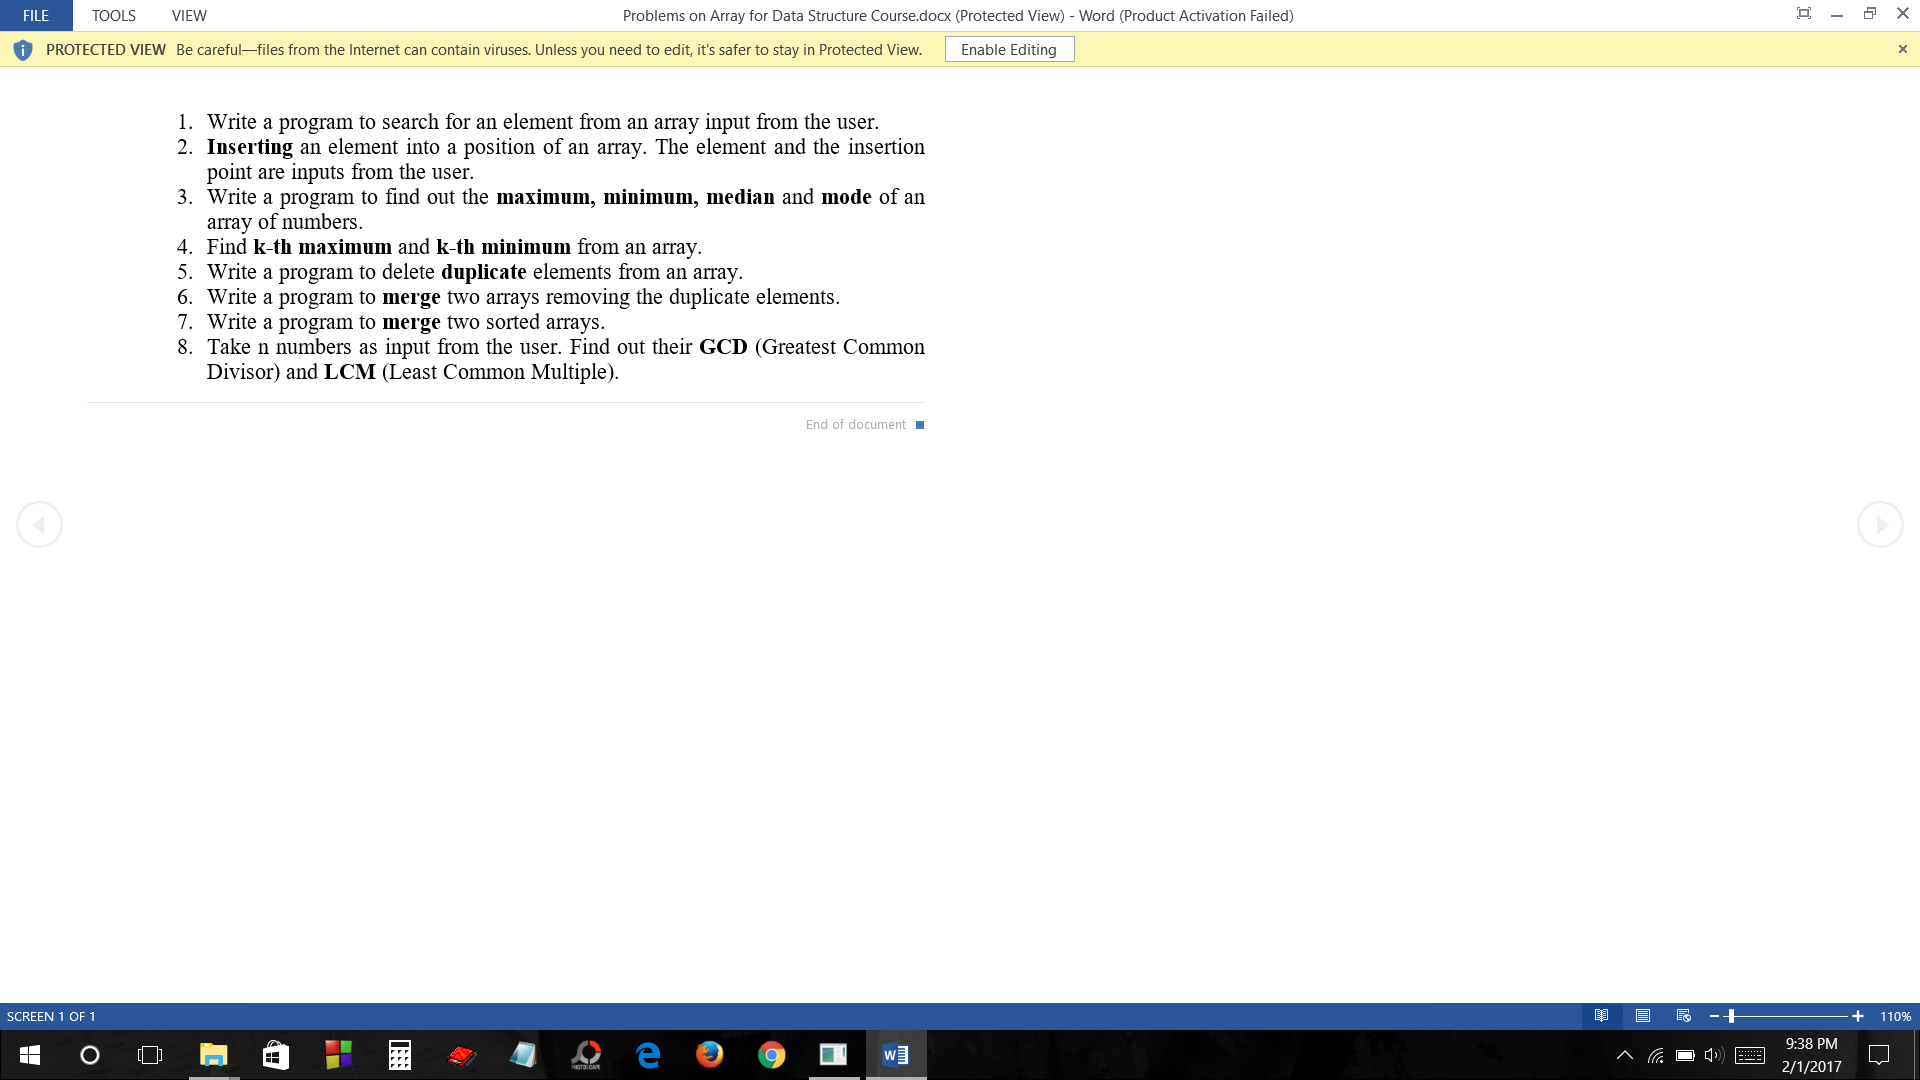 FILE TOOLS VIEW Problems on Array for Data Structure Course.docx (Protected View) - Word (Product Activation Failed)
PROTECTED VIEW Be careful—files from the Internet can contain viruses. Unless you need to edit, it's safer to stay in Protected View. Enable Editing
1. Write a program to search for an element from an array input from the user.
2. Inserting an element into a position of an array. The element and the insertion
point are inputs from the user.
3. Write a program to find out the maximum, minimum, median and mode of an
array of numbers.
4. Find k-th maximum and k-th minimum from an array.
5. Write a program to delete duplicate elements from an array.
6. Write a program to merge two arrays removing the duplicate elements.
7. Write a program to merge two sorted arrays.
8. Take n numbers as input from the user. Find out their GCD (Greatest Common
Divisor) and LCM (Least Common Multiple).
End of document
SCREEN 1 OF 1 110%
PHOTOSCAPE
9:38 PM
2/1/2017